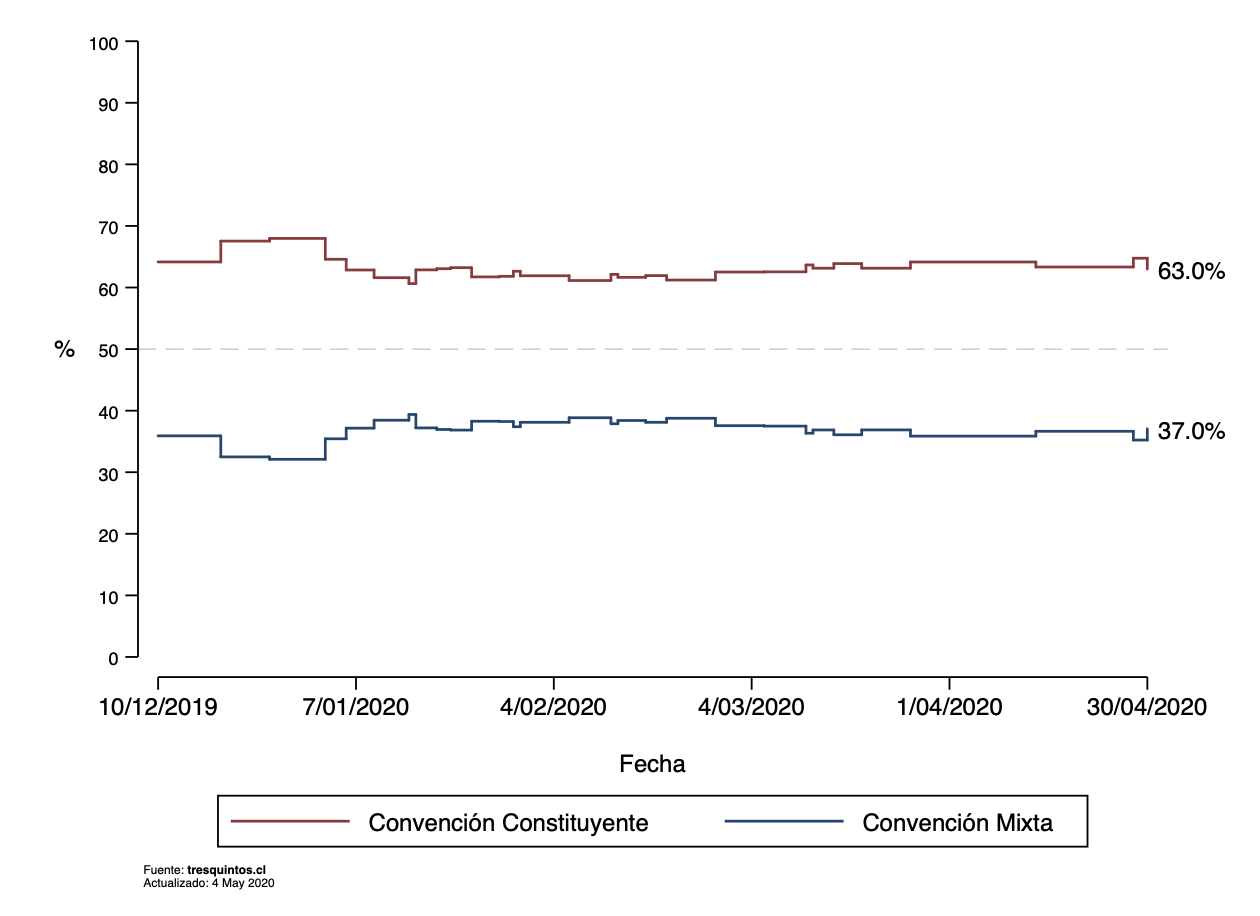 100
90
80
70
60
50
40
30
20
10
0
%
63.0%
37.0%
10/12/2019 7/01/2020 4/02/2020 4/03/2020 1/04/2020 30/04/2020
Fecha
Convención Constituyente Convención Mixta
Fuente: tresquintos.cl
Actualizado: 4 May 2020